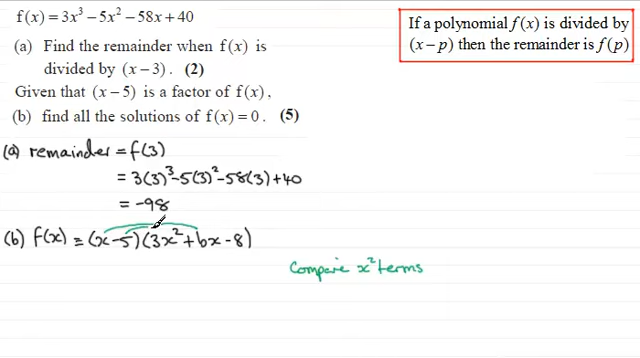 f(x) = 3x³ − 5x² − 58x + 40
(a) Find the remainder when f(x) is
divided by (x − 3). (2)
Given that (x − 5) is a factor of f(x),
(b) find all the solutions of f(x) = 0. (5)
If a polynomial f(x) is divided by
(x − p) then the remainder is f(p)
(a) remainder = f(3)
= 3(3)³ − 5(3)² − 58(3) + 40
= −98
(b) f(x) = (x − 5)(3x² + bx − 8)
Compare x² terms